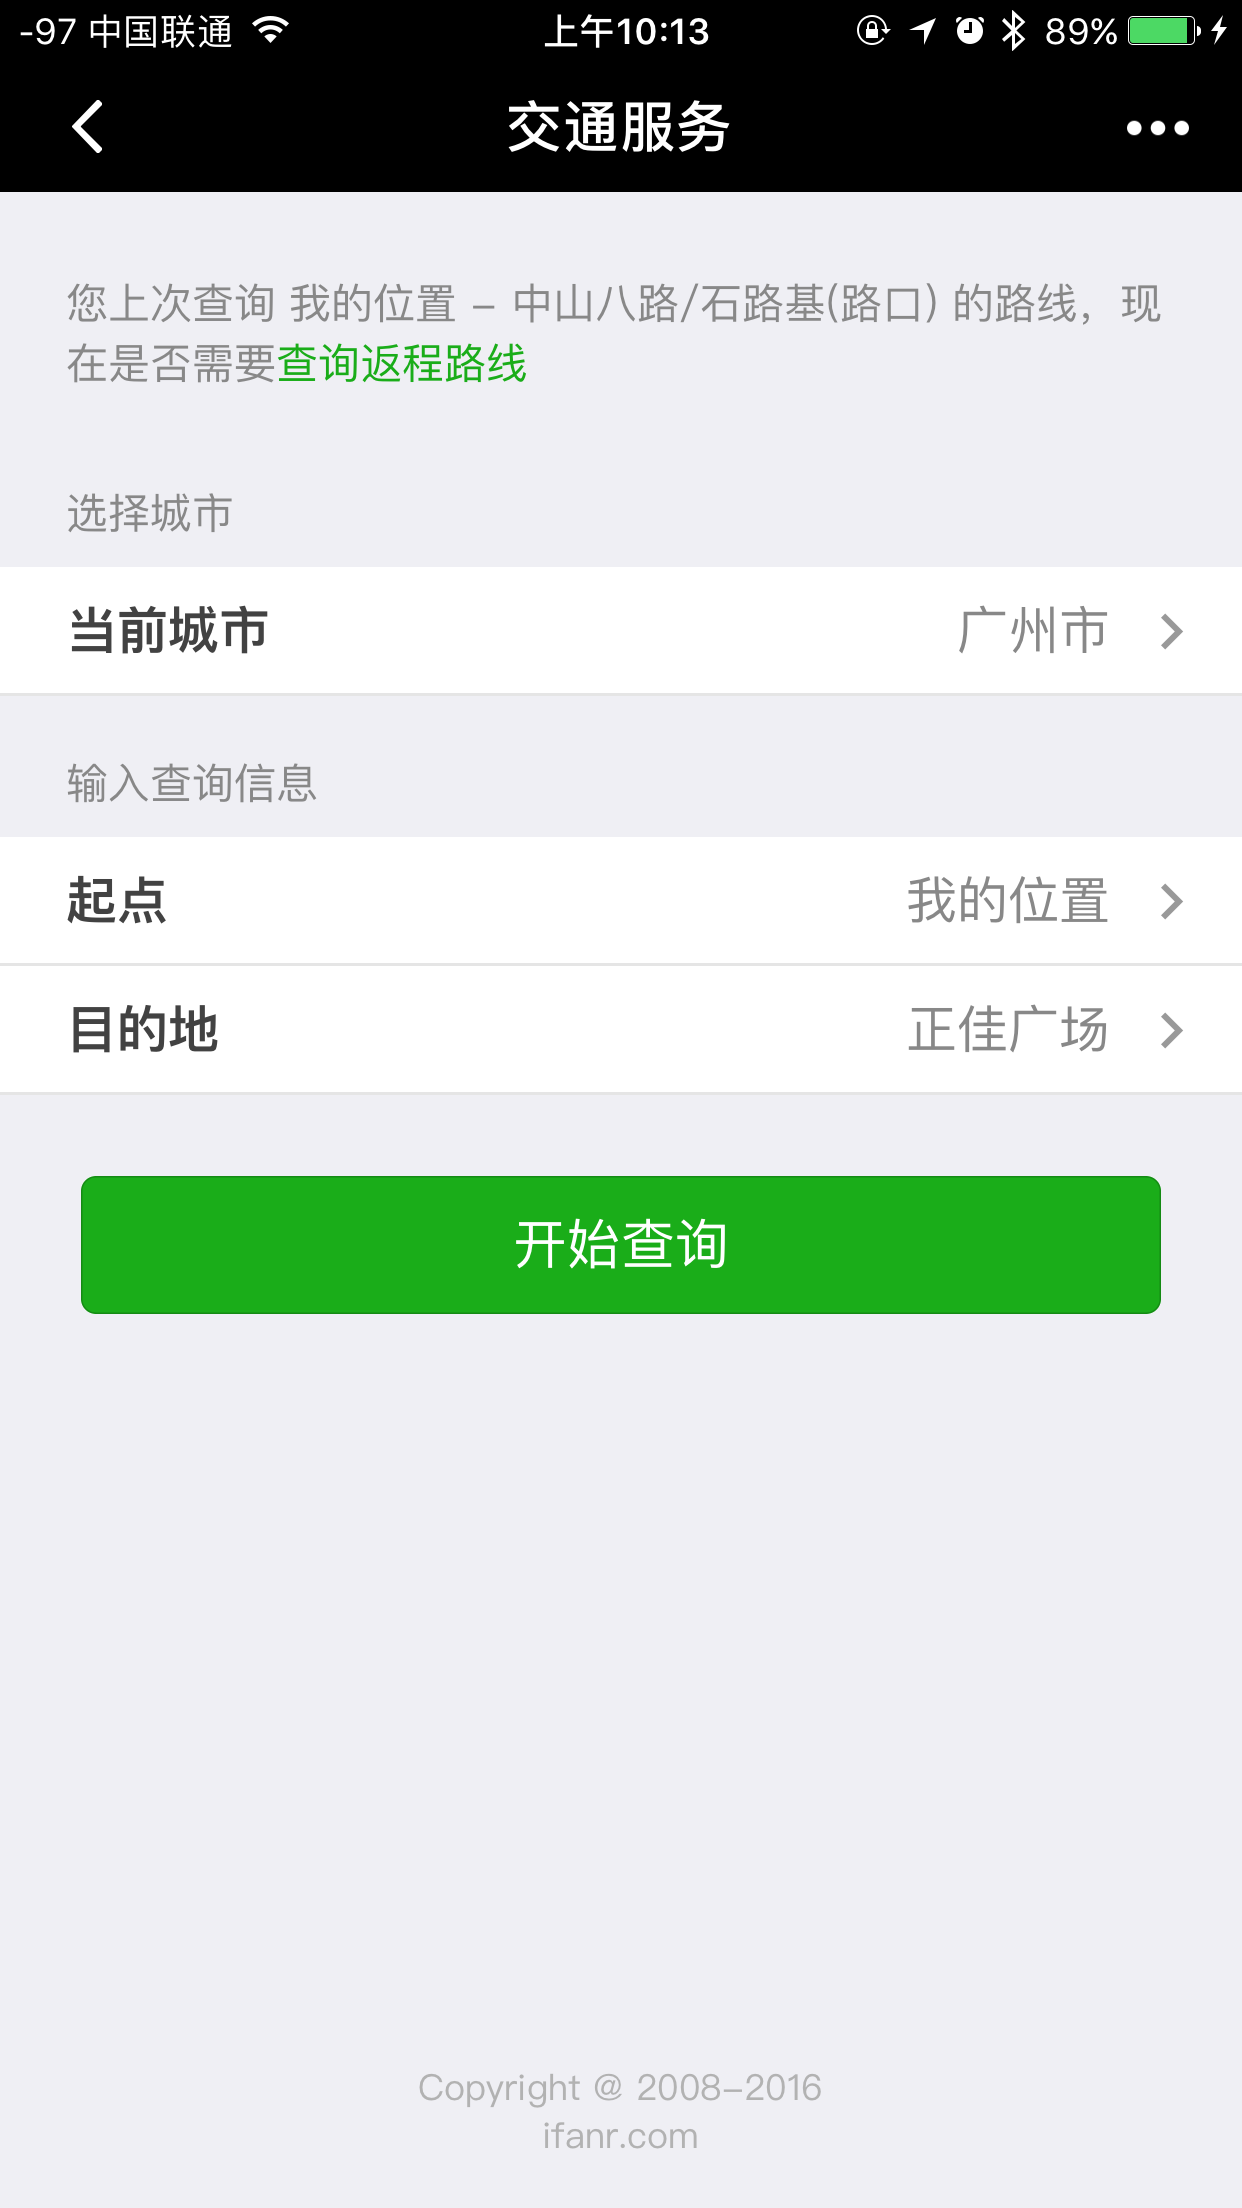 -97 中国联通 上午10:13 89%
交通服务
您上次查询 我的位置 – 中山八路/石路基(路口) 的路线，现
在是否需要查询返程路线
选择城市
当前城市 广州市
输入查询信息
起点 我的位置
目的地 正佳广场
开始查询
Copyright @ 2008–2016
ifanr.com